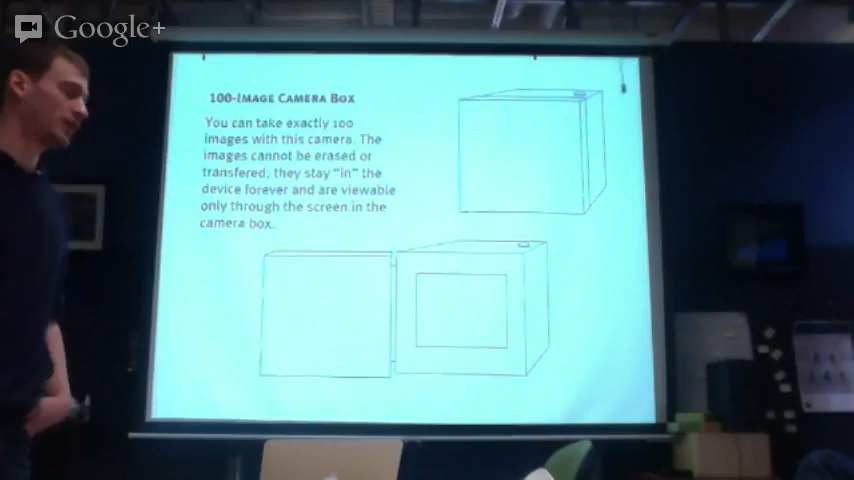 Google+
100-Image Camera Box
You can take exactly 100
images with this camera. The
images cannot be erased or
transfered; they stay "in" the
device forever and are viewable
only through the screen in the
camera box.